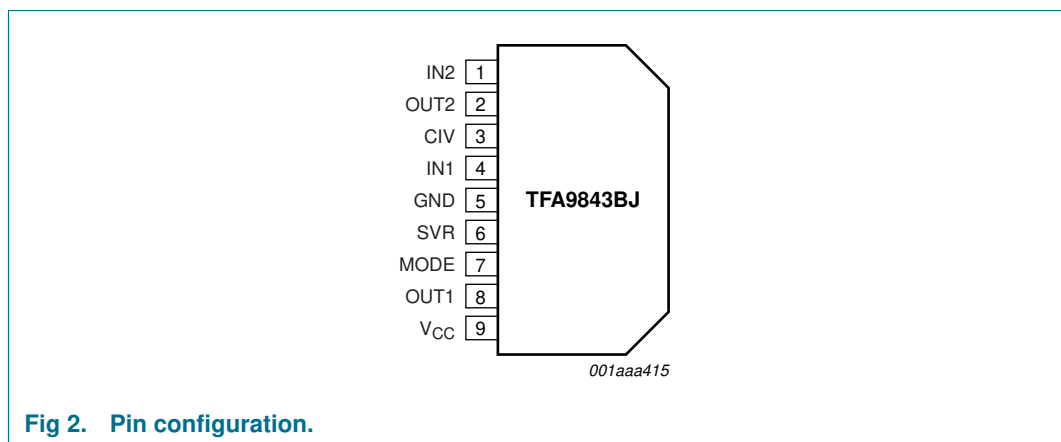 IN2 1
OUT2 2
CIV 3
IN1 4
GND 5
TFA9843BJ
SVR 6
MODE 7
OUT1 8
VCC 9
001aaa415
Fig 2. Pin configuration.